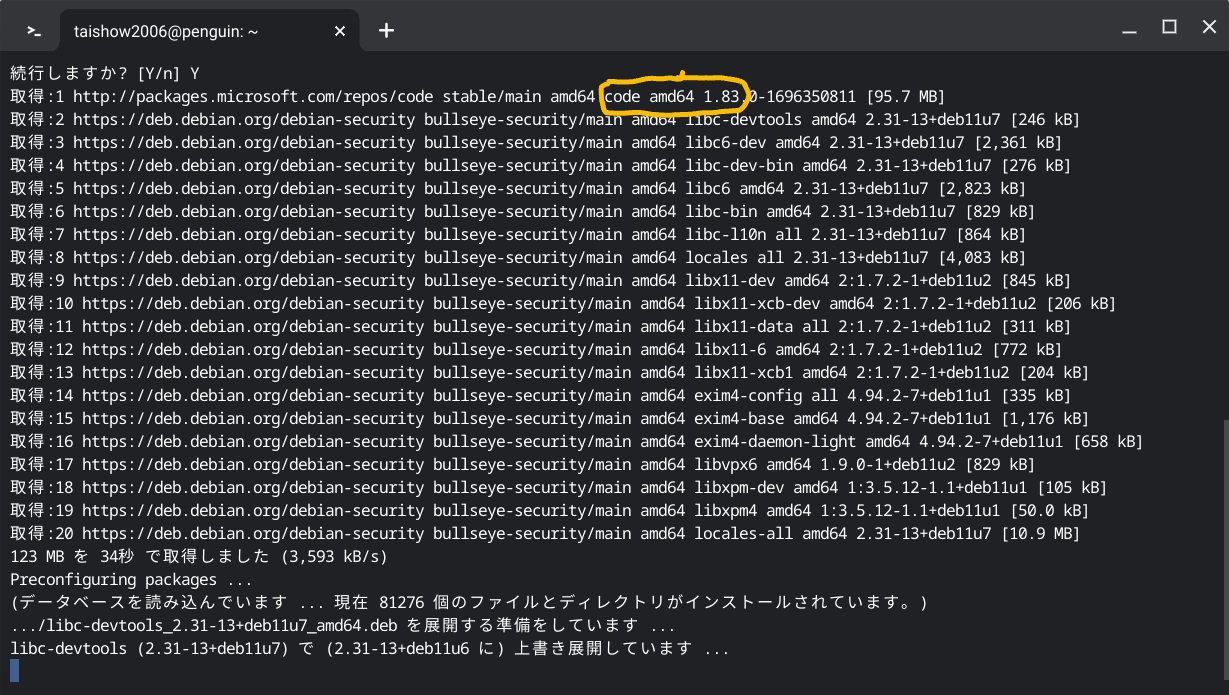 taishow2006@penguin: ~
続行しますか? [Y/n] Y
取得:1 http://packages.microsoft.com/repos/code stable/main amd64 code amd64 1.83.0-1696350811 [95.7 MB]
取得:2 https://deb.debian.org/debian-security bullseye-security/main amd64 libc-devtools amd64 2.31-13+deb11u7 [246 kB]
取得:3 https://deb.debian.org/debian-security bullseye-security/main amd64 libc6-dev amd64 2.31-13+deb11u7 [2,361 kB]
取得:4 https://deb.debian.org/debian-security bullseye-security/main amd64 libc-dev-bin amd64 2.31-13+deb11u7 [276 kB]
取得:5 https://deb.debian.org/debian-security bullseye-security/main amd64 libc6 amd64 2.31-13+deb11u7 [2,823 kB]
取得:6 https://deb.debian.org/debian-security bullseye-security/main amd64 libc-bin amd64 2.31-13+deb11u7 [829 kB]
取得:7 https://deb.debian.org/debian-security bullseye-security/main amd64 libc-l10n all 2.31-13+deb11u7 [864 kB]
取得:8 https://deb.debian.org/debian-security bullseye-security/main amd64 locales all 2.31-13+deb11u7 [4,083 kB]
取得:9 https://deb.debian.org/debian-security bullseye-security/main amd64 libx11-dev amd64 2:1.7.2-1+deb11u2 [845 kB]
取得:10 https://deb.debian.org/debian-security bullseye-security/main amd64 libx11-xcb-dev amd64 2:1.7.2-1+deb11u2 [206 kB]
取得:11 https://deb.debian.org/debian-security bullseye-security/main amd64 libx11-data all 2:1.7.2-1+deb11u2 [311 kB]
取得:12 https://deb.debian.org/debian-security bullseye-security/main amd64 libx11-6 amd64 2:1.7.2-1+deb11u2 [772 kB]
取得:13 https://deb.debian.org/debian-security bullseye-security/main amd64 libx11-xcb1 amd64 2:1.7.2-1+deb11u2 [204 kB]
取得:14 https://deb.debian.org/debian-security bullseye-security/main amd64 exim4-config all 4.94.2-7+deb11u1 [335 kB]
取得:15 https://deb.debian.org/debian-security bullseye-security/main amd64 exim4-base amd64 4.94.2-7+deb11u1 [1,176 kB]
取得:16 https://deb.debian.org/debian-security bullseye-security/main amd64 exim4-daemon-light amd64 4.94.2-7+deb11u1 [658 kB]
取得:17 https://deb.debian.org/debian-security bullseye-security/main amd64 libvpx6 amd64 1.9.0-1+deb11u2 [829 kB]
取得:18 https://deb.debian.org/debian-security bullseye-security/main amd64 libxpm-dev amd64 1:3.5.12-1.1+deb11u1 [105 kB]
取得:19 https://deb.debian.org/debian-security bullseye-security/main amd64 libxpm4 amd64 1:3.5.12-1.1+deb11u1 [50.0 kB]
取得:20 https://deb.debian.org/debian-security bullseye-security/main amd64 locales-all amd64 2.31-13+deb11u7 [10.9 MB]
123 MB を 34秒 で取得しました (3,593 kB/s)
Preconfiguring packages ...
(データベースを読み込んでいます ... 現在 81276 個のファイルとディレクトリがインストールされています。)
.../libc-devtools_2.31-13+deb11u7_amd64.deb を展開する準備をしています ...
libc-devtools (2.31-13+deb11u7) で (2.31-13+deb11u6 に) 上書き展開しています ...